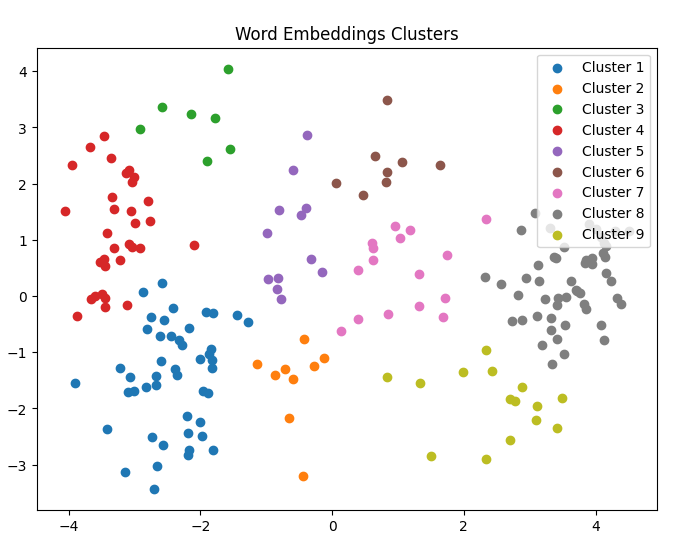 Word Embeddings Clusters
4
3
2
1
0
−1
−2
−3
−4
−2
0
2
4
Cluster 1
Cluster 2
Cluster 3
Cluster 4
Cluster 5
Cluster 6
Cluster 7
Cluster 8
Cluster 9